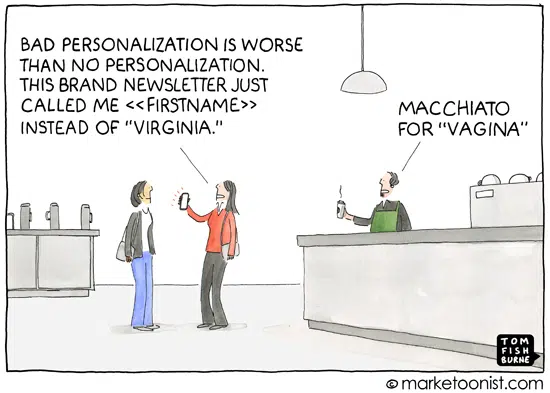 BAD PERSONALIZATION IS WORSE
THAN NO PERSONALIZATION.
THIS BRAND NEWSLETTER JUST
CALLED ME <<FIRSTNAME>>
INSTEAD OF "VIRGINIA."
MACCHIATO
FOR "VAGINA"
TOM
FISH
BURNE
© marketoonist.com